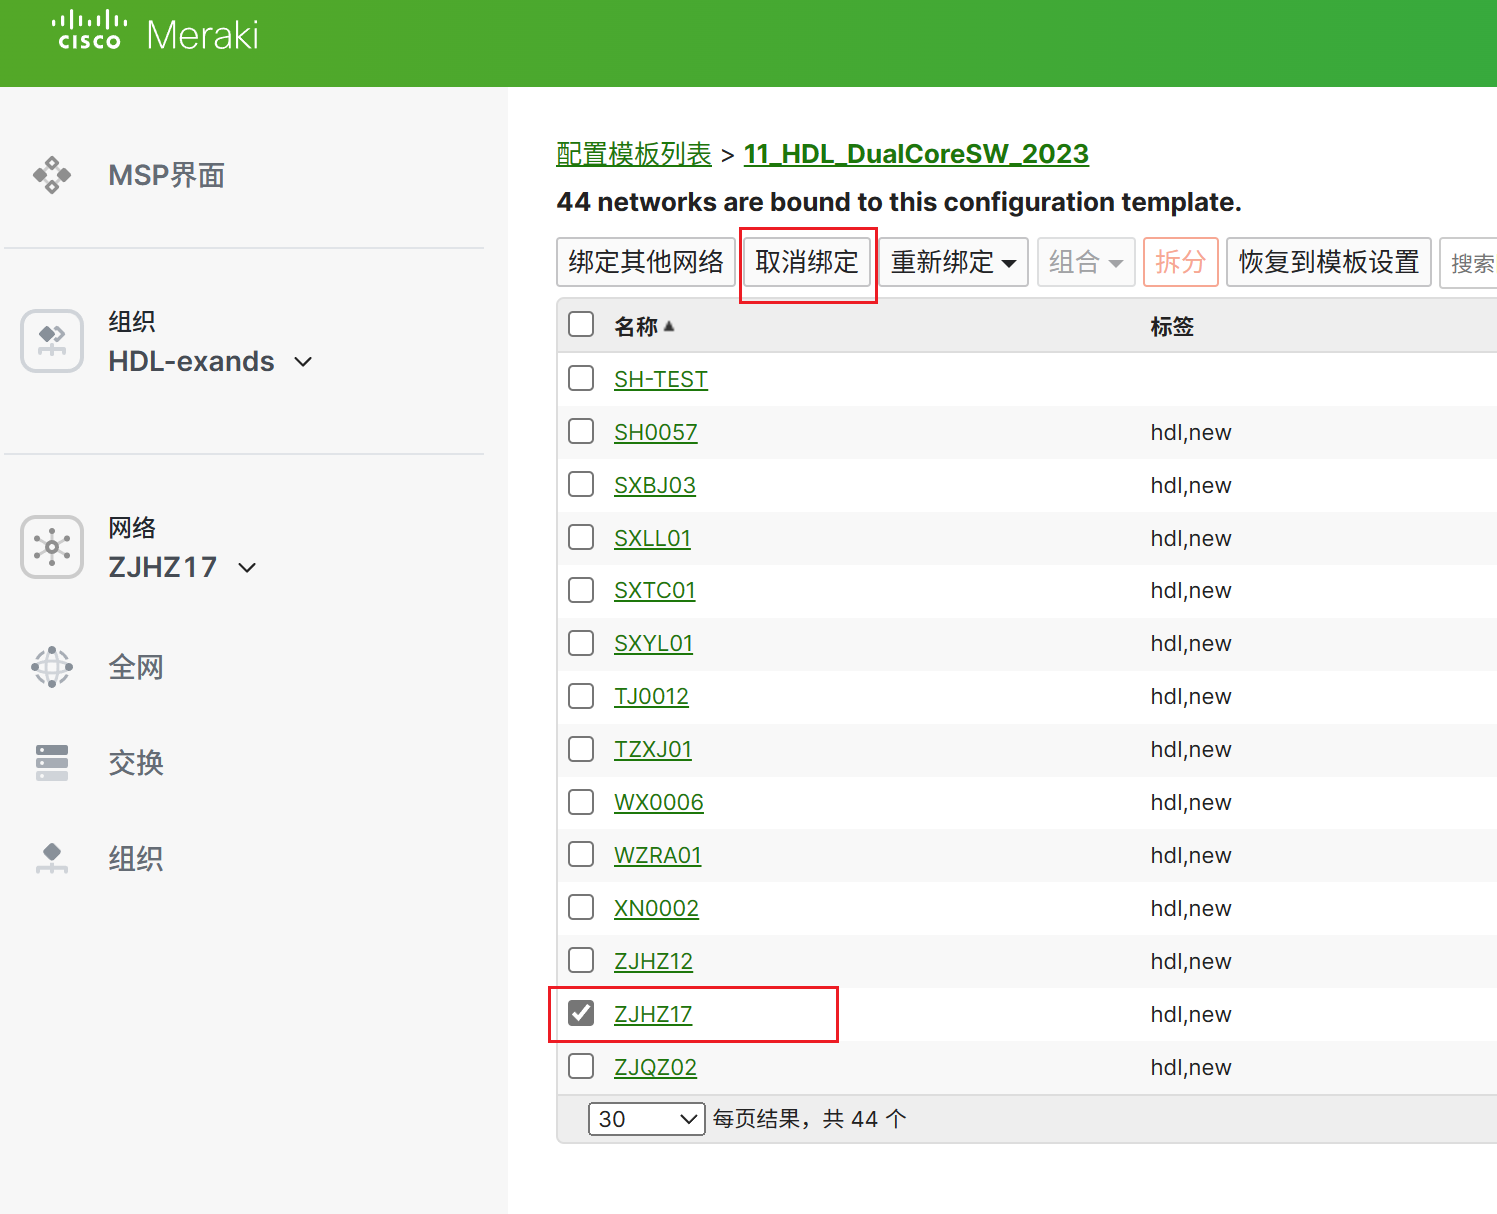 CISCO Meraki
MSP界面
组织
HDL-exands
网络
ZJHZ17
全网
交换
组织
配置模板列表 > 11_HDL_DualCoreSW_2023
44 networks are bound to this configuration template.
绑定其他网络 取消绑定 重新绑定 组合 拆分 恢复到模板设置 搜索
名称 标签
SH-TEST
SH0057 hdl,new
SXBJ03 hdl,new
SXLL01 hdl,new
SXTC01 hdl,new
SXYL01 hdl,new
TJ0012 hdl,new
TZXJ01 hdl,new
WX0006 hdl,new
WZRA01 hdl,new
XN0002 hdl,new
ZJHZ12 hdl,new
ZJHZ17 hdl,new
ZJQZ02 hdl,new
30 每页结果，共 44 个